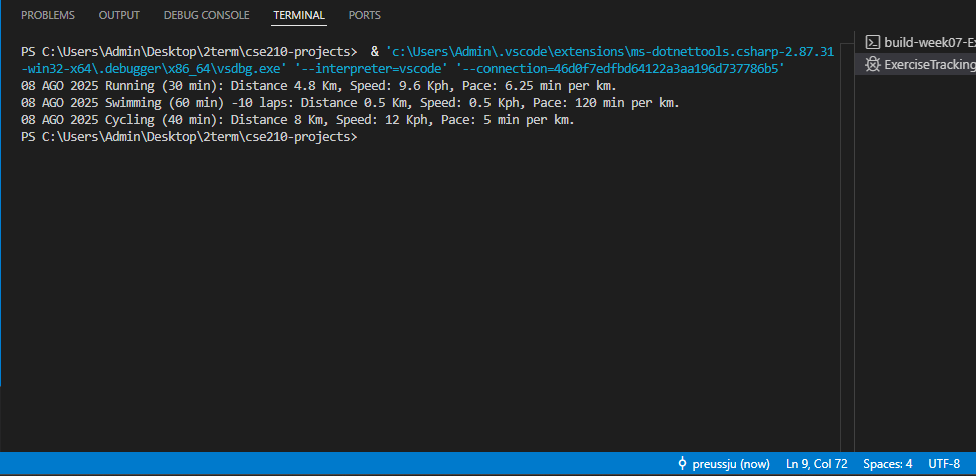 PROBLEMS OUTPUT DEBUG CONSOLE TERMINAL PORTS
PS C:\Users\Admin\Desktop\2term\cse210-projects>  & 'c:\Users\Admin\.vscode\extensions\ms-dotnettools.csharp-2.87.31
-win32-x64\.debugger\x86_64\vsdbg.exe' '--interpreter=vscode' '--connection=46d0f7edfbd64122a3aa196d737786b5'
08 AGO 2025 Running (30 min): Distance 4.8 Km, Speed: 9.6 Kph, Pace: 6.25 min per km.
08 AGO 2025 Swimming (60 min) -10 laps: Distance 0.5 Km, Speed: 0.5 Kph, Pace: 120 min per km.
08 AGO 2025 Cycling (40 min): Distance 8 Km, Speed: 12 Kph, Pace: 5 min per km.
PS C:\Users\Admin\Desktop\2term\cse210-projects>
build-week07-Ex
ExerciseTracking
preussju (now) Ln 9, Col 72 Spaces: 4 UTF-8